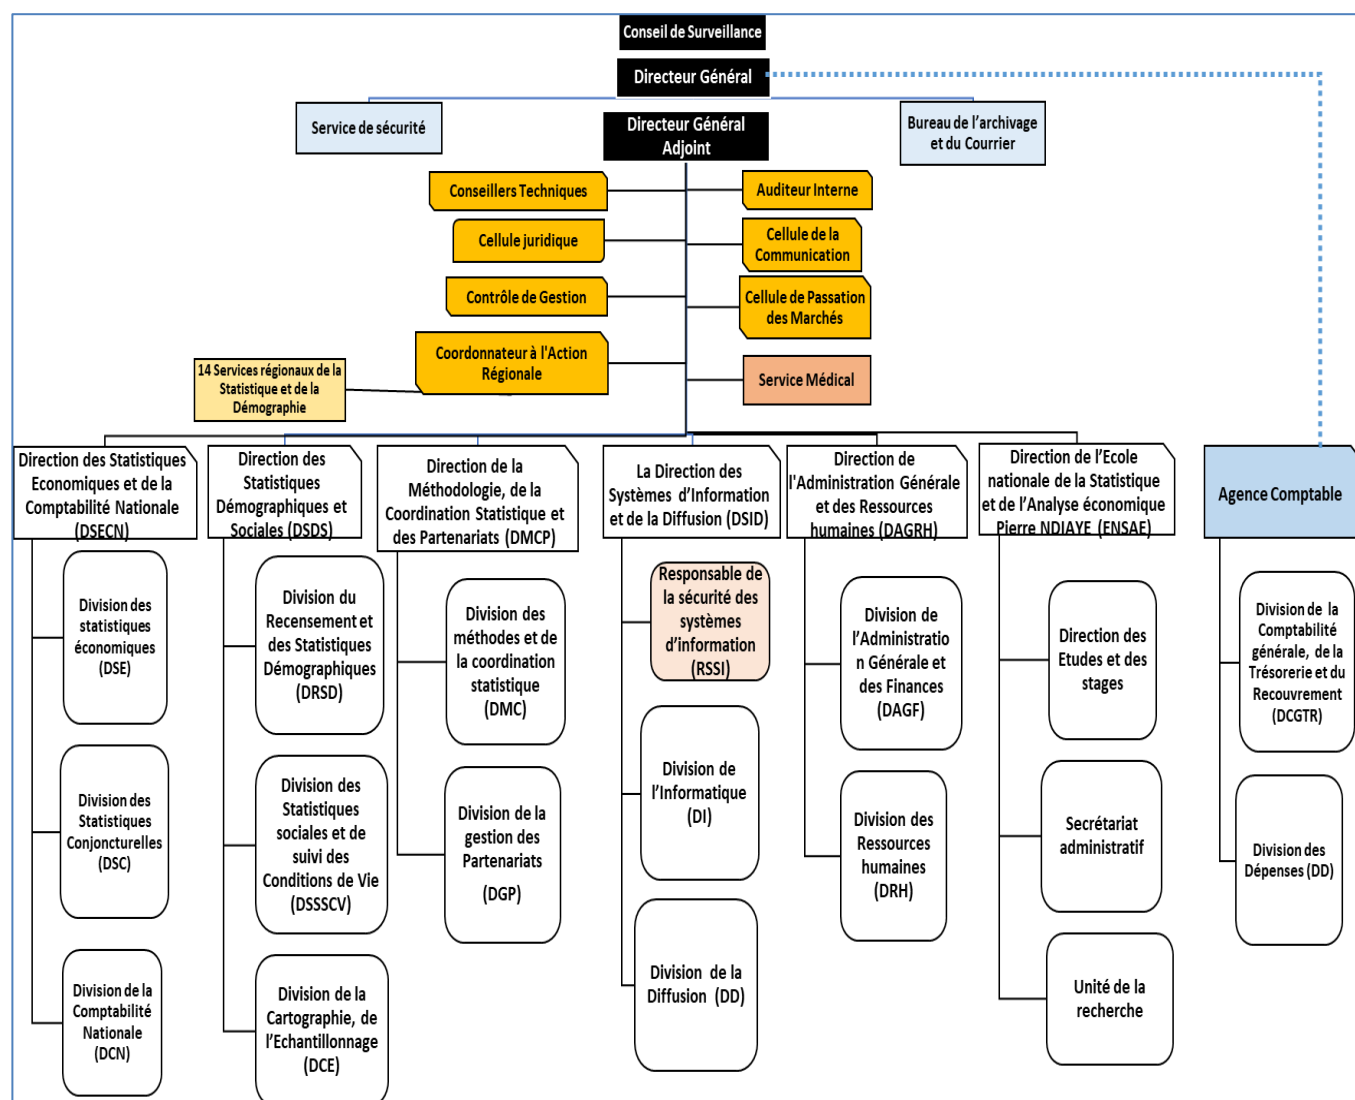 Conseil de Surveillance
Directeur Général
Service de sécurité
Directeur Général
Adjoint
Bureau de l'archivage
et du Courrier
Conseillers Techniques
Auditeur Interne
Cellule juridique
Cellule de la
Communication
Contrôle de Gestion
Cellule de Passation
des Marchés
Coordonnateur à l'Action
Régionale
14 Services régionaux de la
Statistique et de la
Démographie
Service Médical
Direction des Statistiques
Economiques et de la
Comptabilité Nationale
(DSECN)
Division des
statistiques
économiques
(DSE)
Division des
Statistiques
Conjoncturelles
(DSC)
Division de la
Comptabilité
Nationale
(DCN)
Direction des
Statistiques
Démographiques et
Sociales (DSDS)
Division du
Recensement et
des Statistiques
Démographiques
(DRSD)
Division des
Statistiques
sociales et de
suivi des
Conditions de Vie
(DSSSCV)
Division de la
Cartographie, de
l'Echantillonnage
(DCE)
Direction de la
Méthodologie, de la
Coordination Statistique et
des Partenariats (DMCP)
Division des
méthodes et de
la coordination
statistique
(DMC)
Division de la
gestion des
Partenariats
(DGP)
La Direction des
Systèmes d'Information
et de la Diffusion (DSID)
Responsable de
la sécurité des
systèmes
d'information
(RSSI)
Division de
l'Informatique
(DI)
Division de la
Diffusion (DD)
Direction de
l'Administration Générale
et des Ressources
humaines (DAGRH)
Division de
l'Administratio
n Générale et
des Finances
(DAGF)
Division des
Ressources
humaines
(DRH)
Direction de l'Ecole
nationale de la Statistique
et de l'Analyse économique
Pierre NDIAYE (ENSAE)
Direction des
Etudes et des
stages
Secrétariat
administratif
Unité de la
recherche
Agence Comptable
Division de la
Comptabilité
générale, de la
Trésorerie et du
Recouvrement
(DCGTR)
Division des
Dépenses (DD)